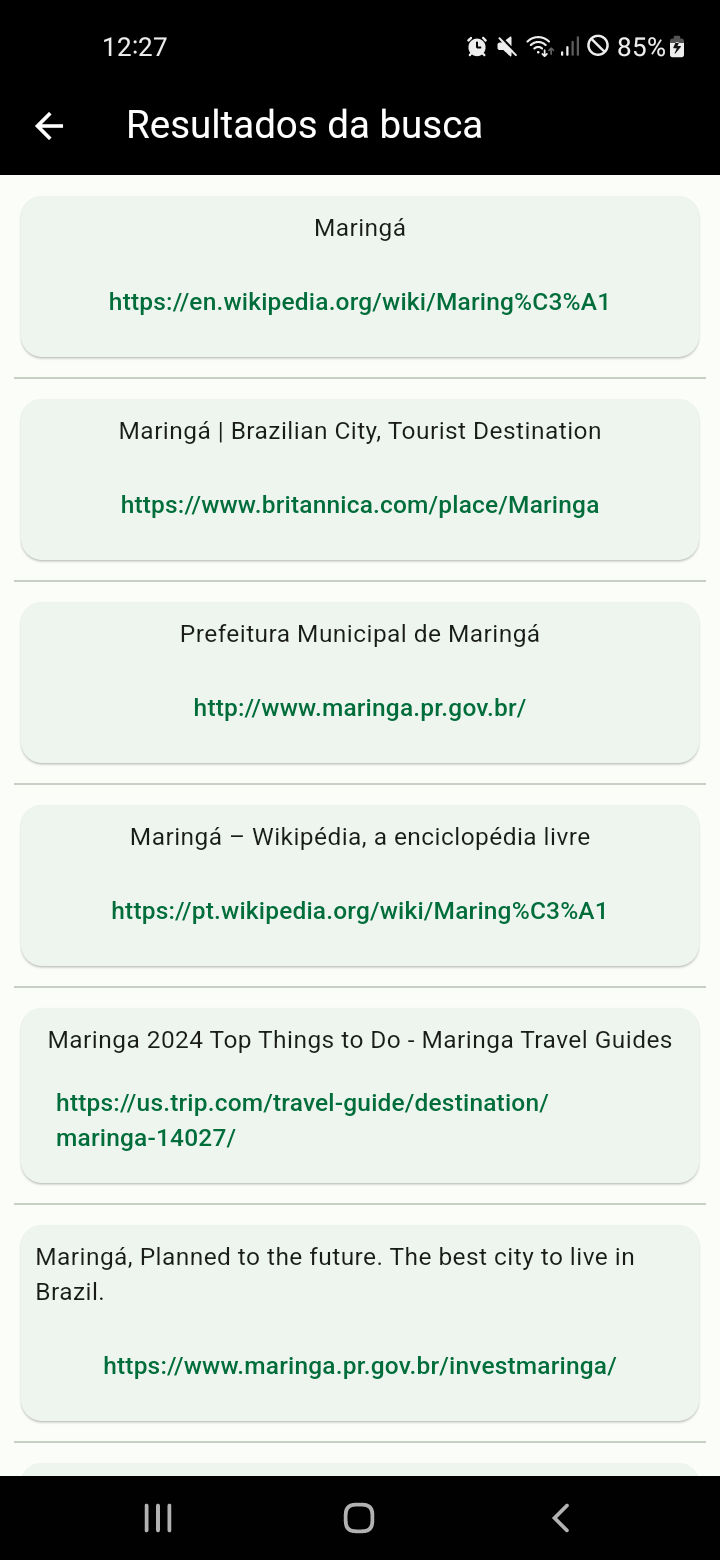 12:27
85%
Resultados da busca
Maringá
https://en.wikipedia.org/wiki/Maring%C3%A1
Maringá | Brazilian City, Tourist Destination
https://www.britannica.com/place/Maringa
Prefeitura Municipal de Maringá
http://www.maringa.pr.gov.br/
Maringá – Wikipédia, a enciclopédia livre
https://pt.wikipedia.org/wiki/Maring%C3%A1
Maringa 2024 Top Things to Do - Maringa Travel Guides
https://us.trip.com/travel-guide/destination/
maringa-14027/
Maringá, Planned to the future. The best city to live in
Brazil.
https://www.maringa.pr.gov.br/investmaringa/